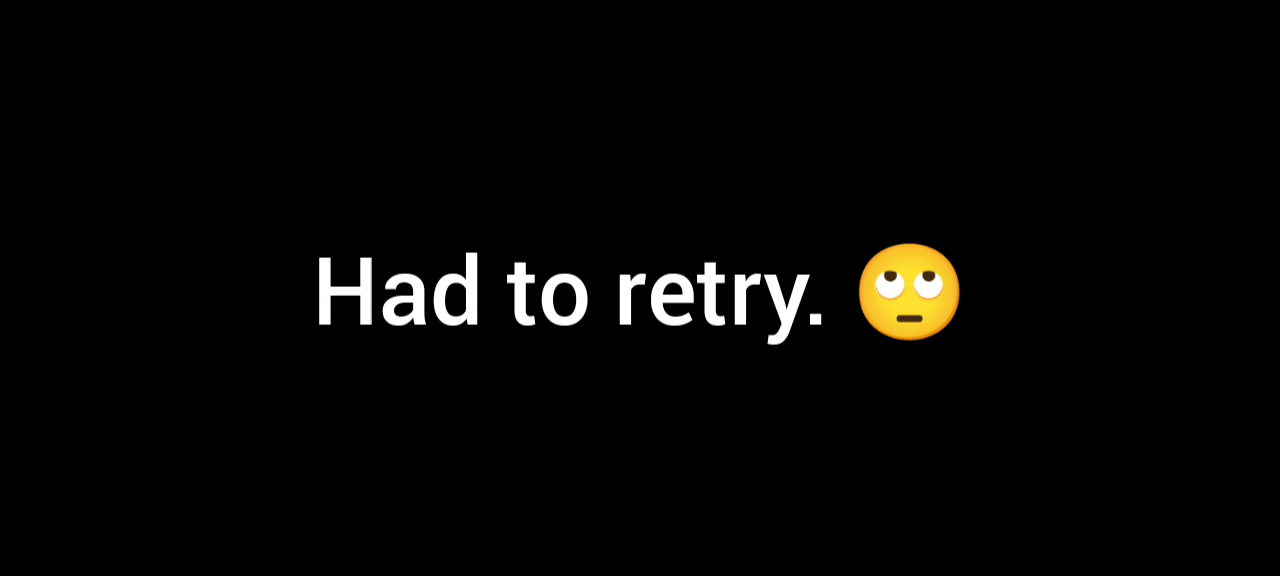 Had to retry. 🙄